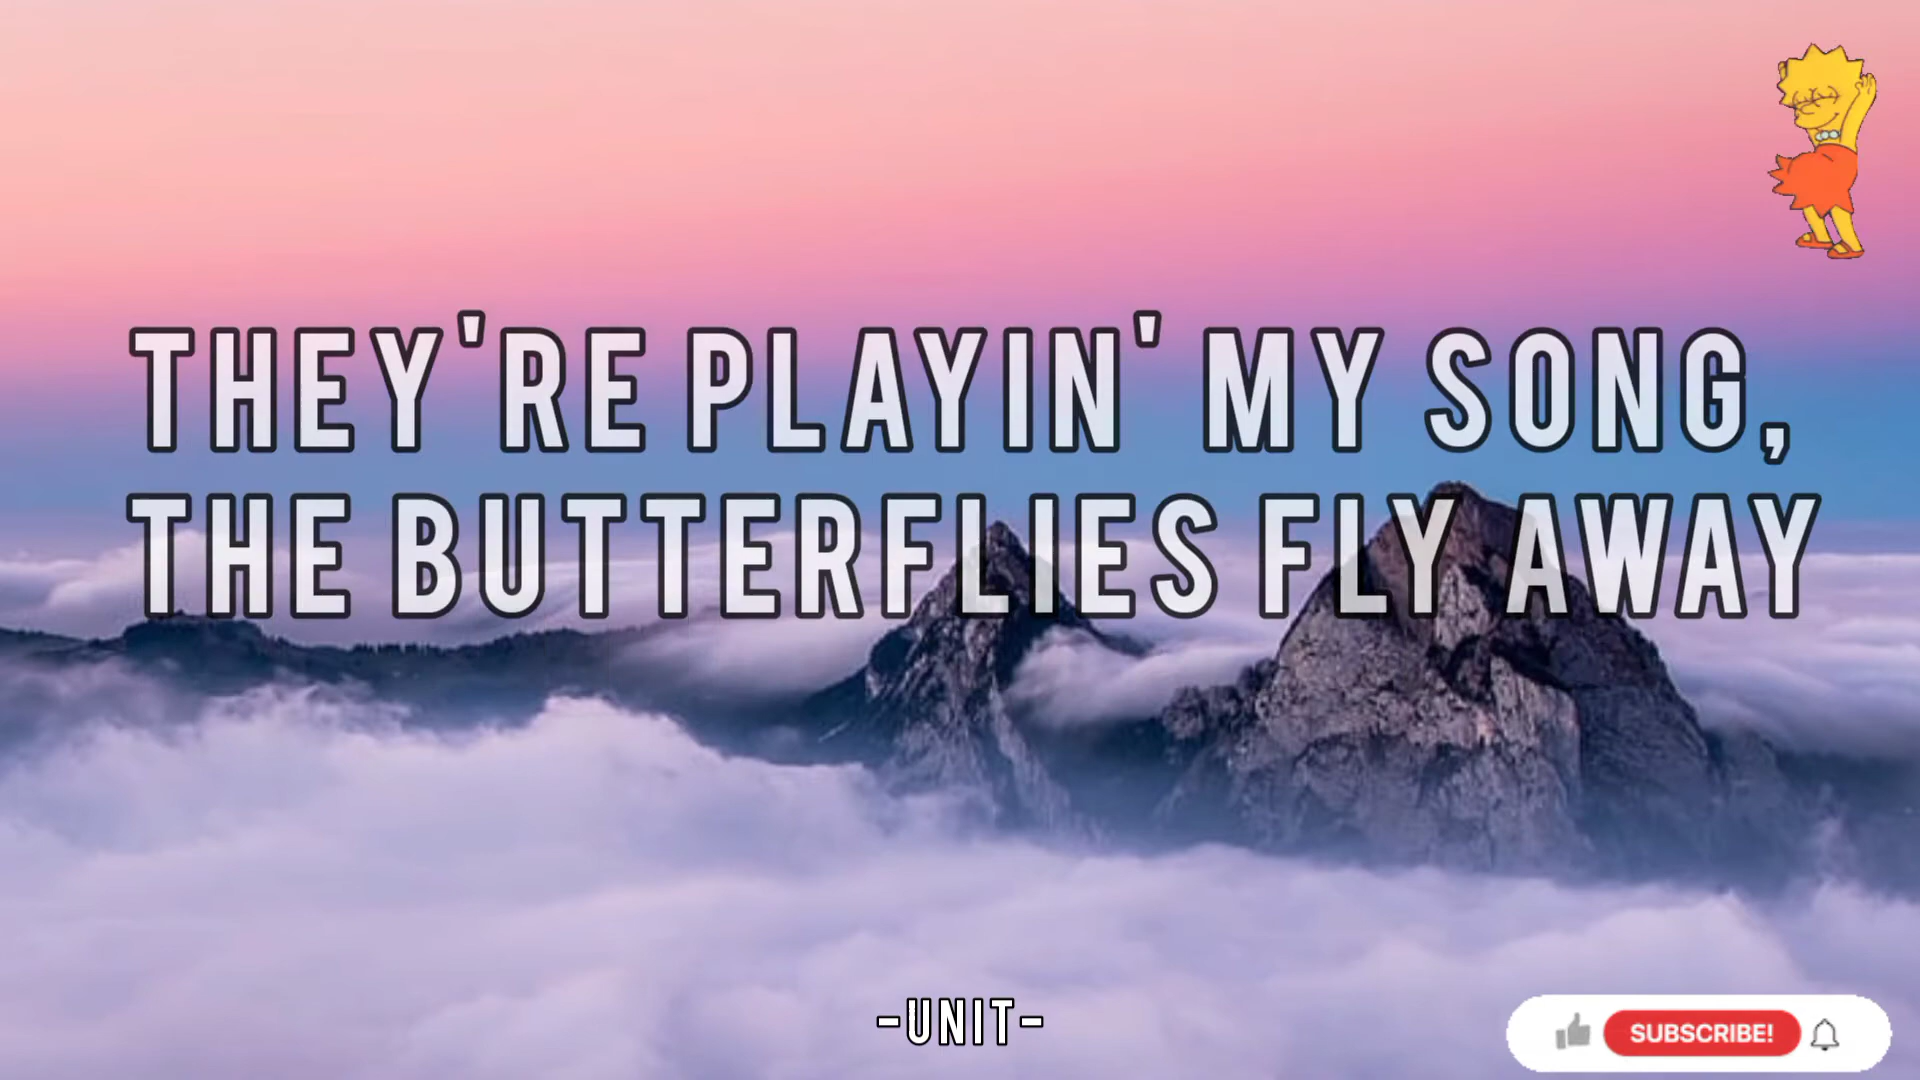 THEY'RE PLAYIN' MY SONG,
THE BUTTERFLIES FLY AWAY
-UNIT-
SUBSCRIBE!